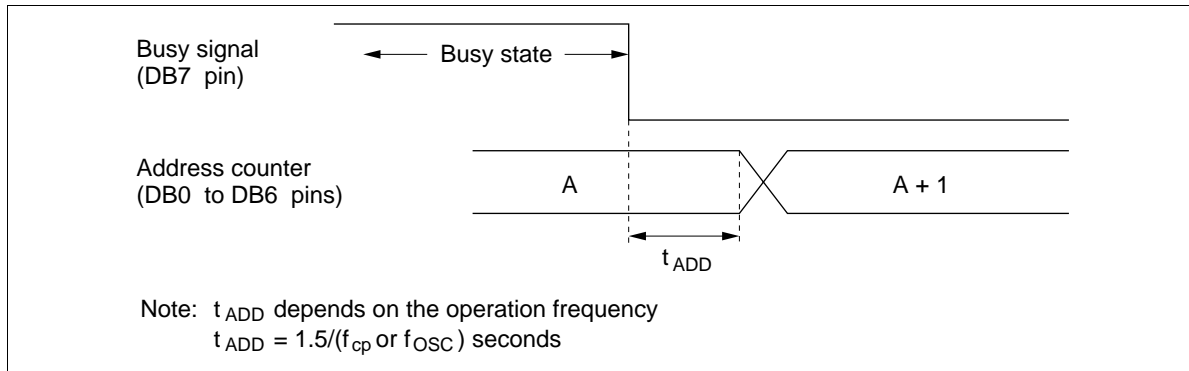 Busy signal
(DB7 pin)
Busy state
Address counter
(DB0 to DB6 pins)
A
A + 1
t ADD
Note: t ADD depends on the operation frequency
t ADD = 1.5/(f cp or f OSC ) seconds